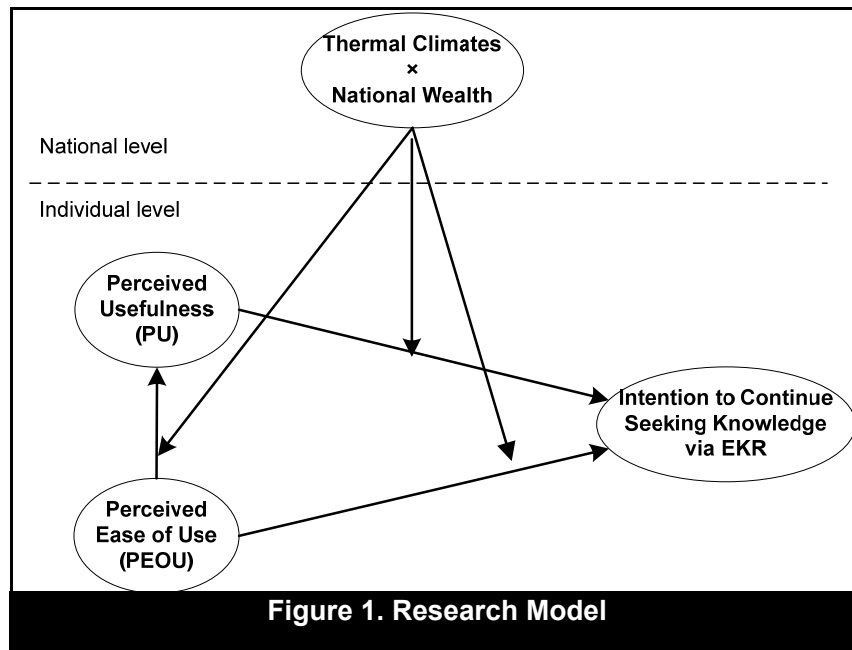 Thermal Climates
×
National Wealth
National level
Individual level
Perceived
Usefulness
(PU)
Intention to Continue
Seeking Knowledge
via EKR
Perceived
Ease of Use
(PEOU)
Figure 1. Research Model